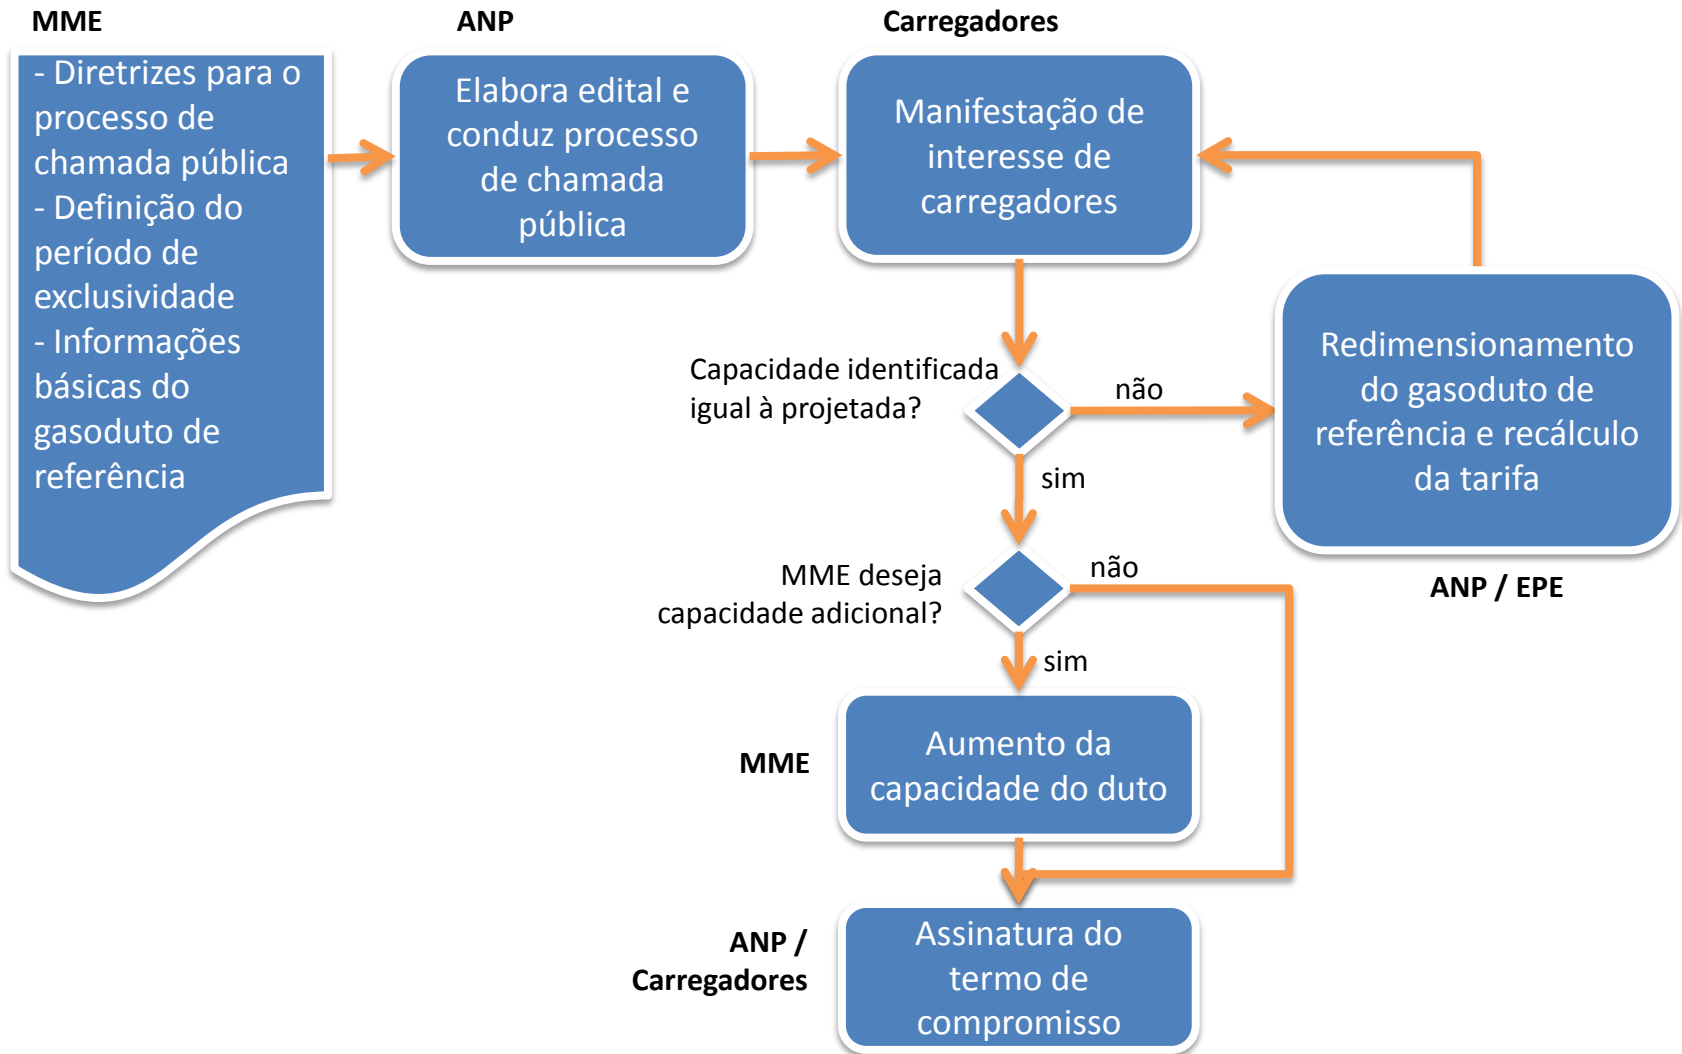 MME
ANP
Carregadores
- Diretrizes para o
processo de
chamada pública
- Definição do
período de
exclusividade
- Informações
básicas do
gasoduto de
referência
Elabora edital e
conduz processo
de chamada
pública
Manifestação de
interesse de
carregadores
Capacidade identificada
igual à projetada?
não
sim
Redimensionamento
do gasoduto de
referência e recálculo
da tarifa
ANP / EPE
MME deseja
capacidade adicional?
não
sim
MME
Aumento da
capacidade do duto
ANP /
Carregadores
Assinatura do
termo de
compromisso